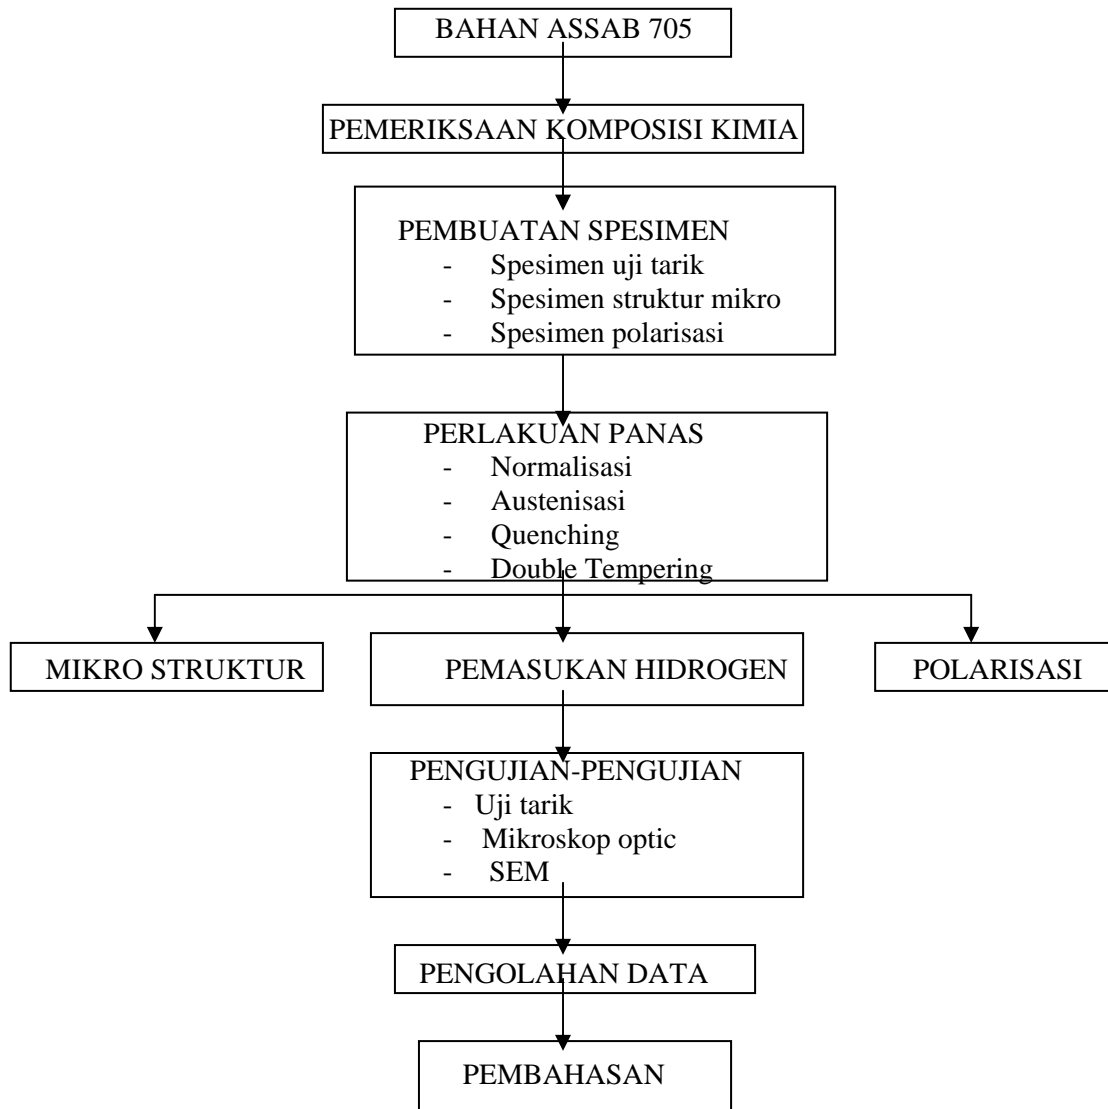 BAHAN ASSAB 705
PEMERIKSAAN KOMPOSISI KIMIA
PEMBUATAN SPESIMEN
- Spesimen uji tarik
- Spesimen struktur mikro
- Spesimen polarisasi
PERLAKUAN PANAS
- Normalisasi
- Austenisasi
- Quenching
- Double Tempering
MIKRO STRUKTUR
PEMASUKAN HIDROGEN
POLARISASI
PENGUJIAN-PENGUJIAN
- Uji tarik
- Mikroskop optic
- SEM
PENGOLAHAN DATA
PEMBAHASAN